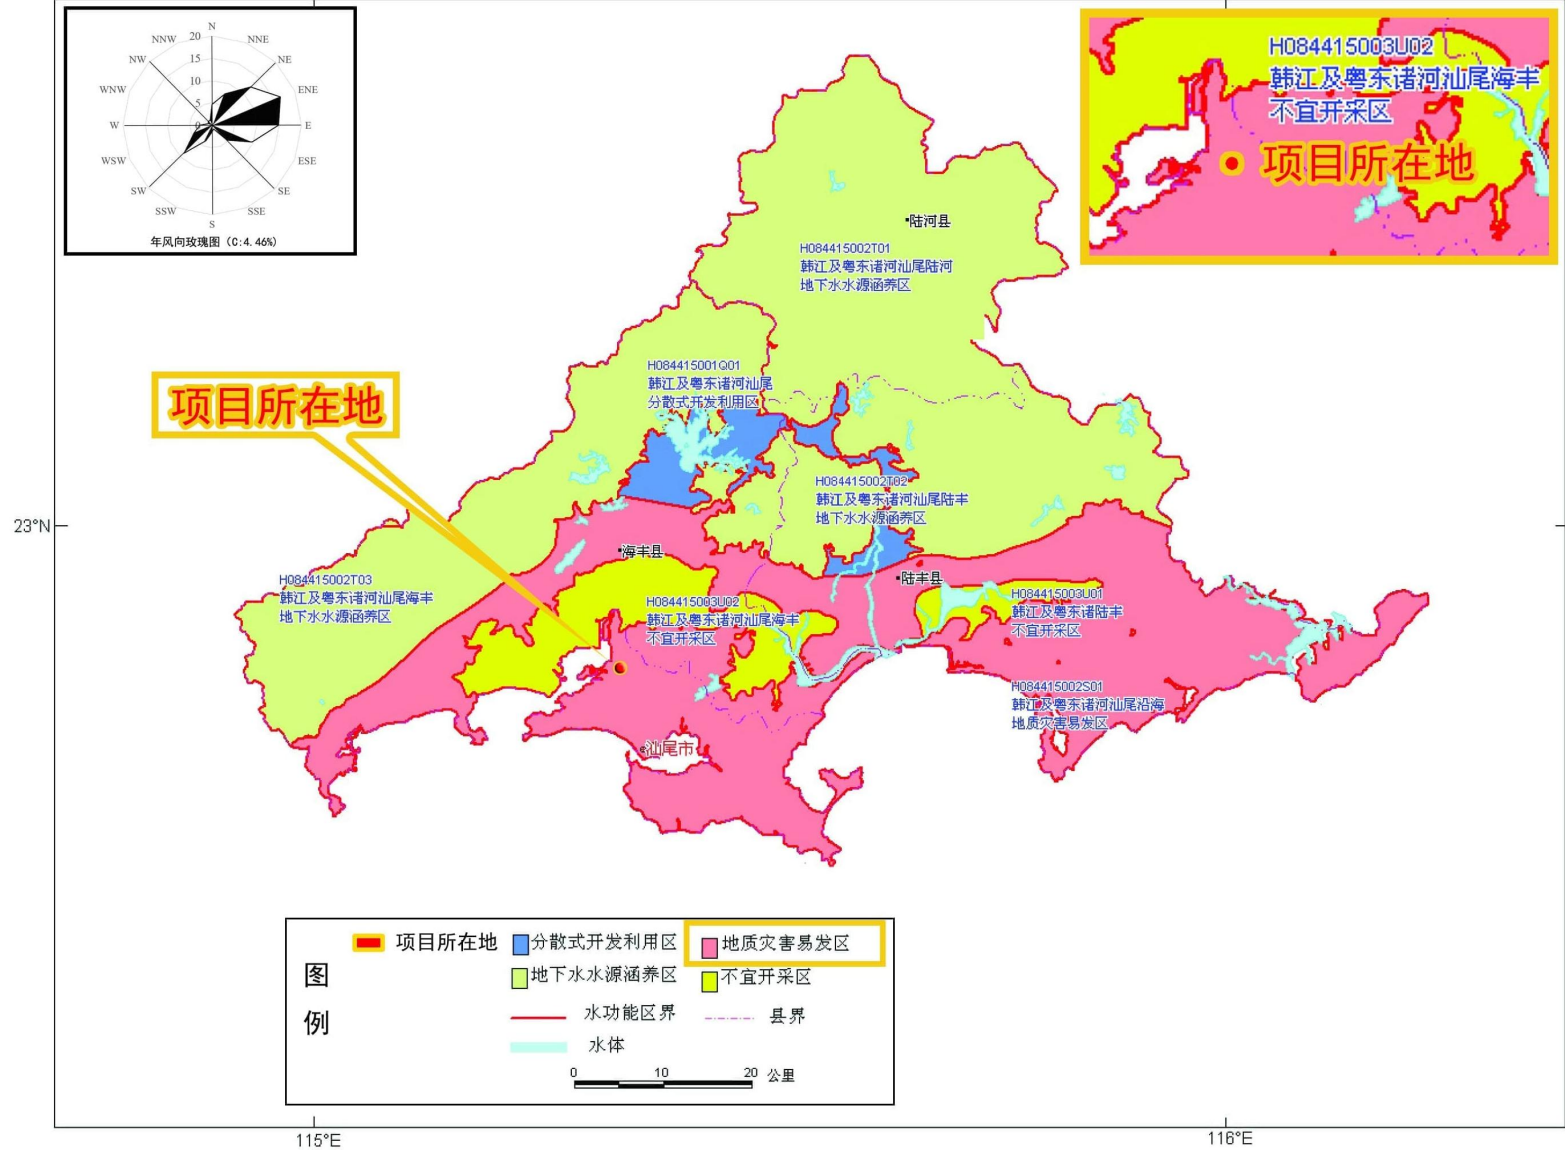 N
NNE
NE
ENE
E
ESE
SE
SSE
S
SSW
SW
WSW
W
WNW
NW
NNW
20
15
10
5
0
年风向玫瑰图（C:4.46%）
H084415003U02
韩江及粤东诸河汕尾海丰
不宜开采区
项目所在地
陆河县
H084415002T01
韩江及粤东诸河汕尾陆河
地下水水源涵养区
H084415001Q01
韩江及粤东诸河汕尾
分散式开发利用区
项目所在地
H084415002T02
韩江及粤东诸河汕尾陆丰
地下水水源涵养区
23°N
海丰县
陆丰县
H084415002T03
韩江及粤东诸河汕尾海丰
地下水水源涵养区
H084415003U02
韩江及粤东诸河汕尾海丰
不宜开采区
H084415003U01
韩江及粤东诸陆丰
不宜开采区
H084415002S01
韩江及粤东诸河汕尾沿海
地质灾害易发区
汕尾市
图例
项目所在地
分散式开发利用区
地质灾害易发区
地下水水源涵养区
不宜开采区
水功能区界
县界
水体
0 10 20 公里
115°E
116°E